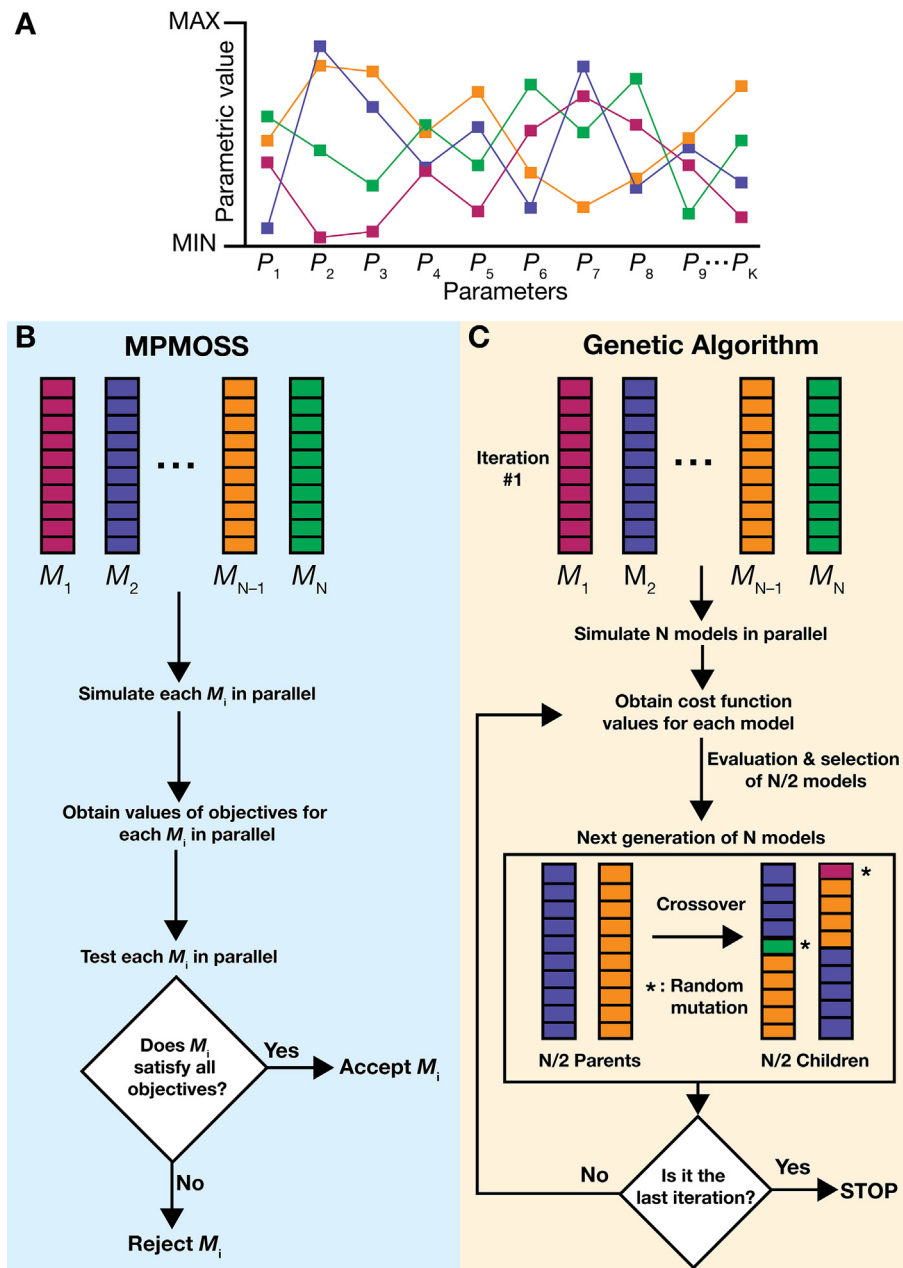 A
MAX
Parametric value
MIN
P1 P2 P3 P4 P5 P6 P7 P8 P9 ••• PK
Parameters
B
MPMOSS
•••
M1 M2 MN–1 MN
Simulate each Mi in parallel
Obtain values of objectives for
each Mi in parallel
Test each Mi in parallel
Does Mi
satisfy all
objectives?
Yes
Accept Mi
No
Reject Mi
C
Genetic Algorithm
Iteration
#1
•••
M1 M2 MN–1 MN
Simulate N models in parallel
Obtain cost function
values for each model
Evaluation & selection
of N/2 models
Next generation of N models
Crossover
*
*
* : Random
mutation
N/2 Parents
N/2 Children
Is it the
last iteration?
No
Yes
STOP